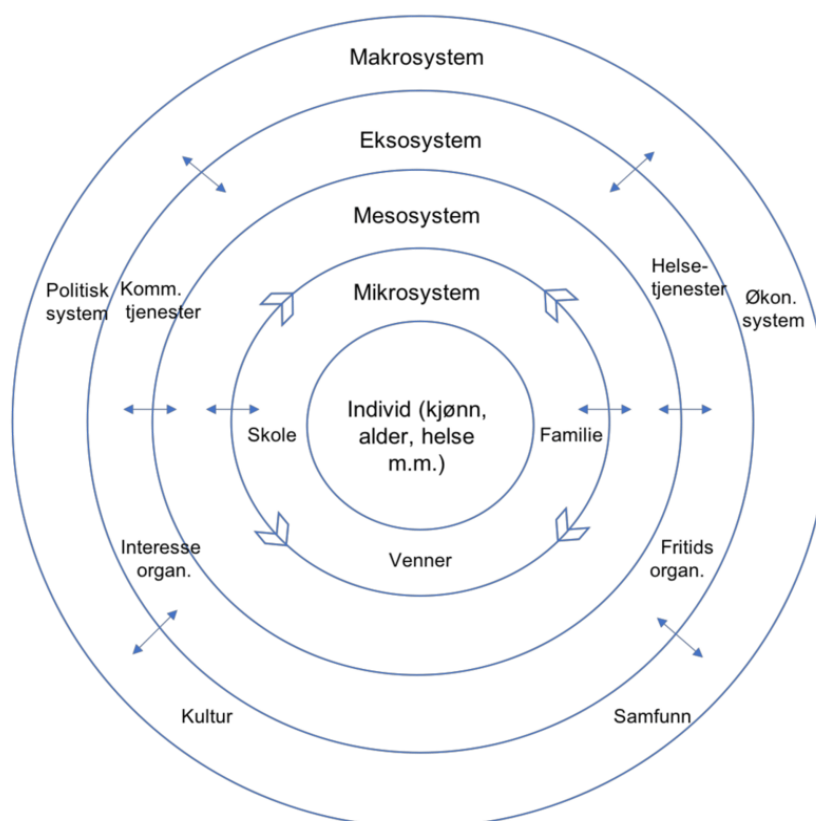 Makrosystem
Eksosystem
Mesosystem
Mikrosystem
Politisk
system
Komm.
tjenester
Helse-
tjenester
Økon.
system
Individ (kjønn,
alder, helse
m.m.)
Skole
Familie
Venner
Interesse
organ.
Fritids
organ.
Kultur
Samfunn